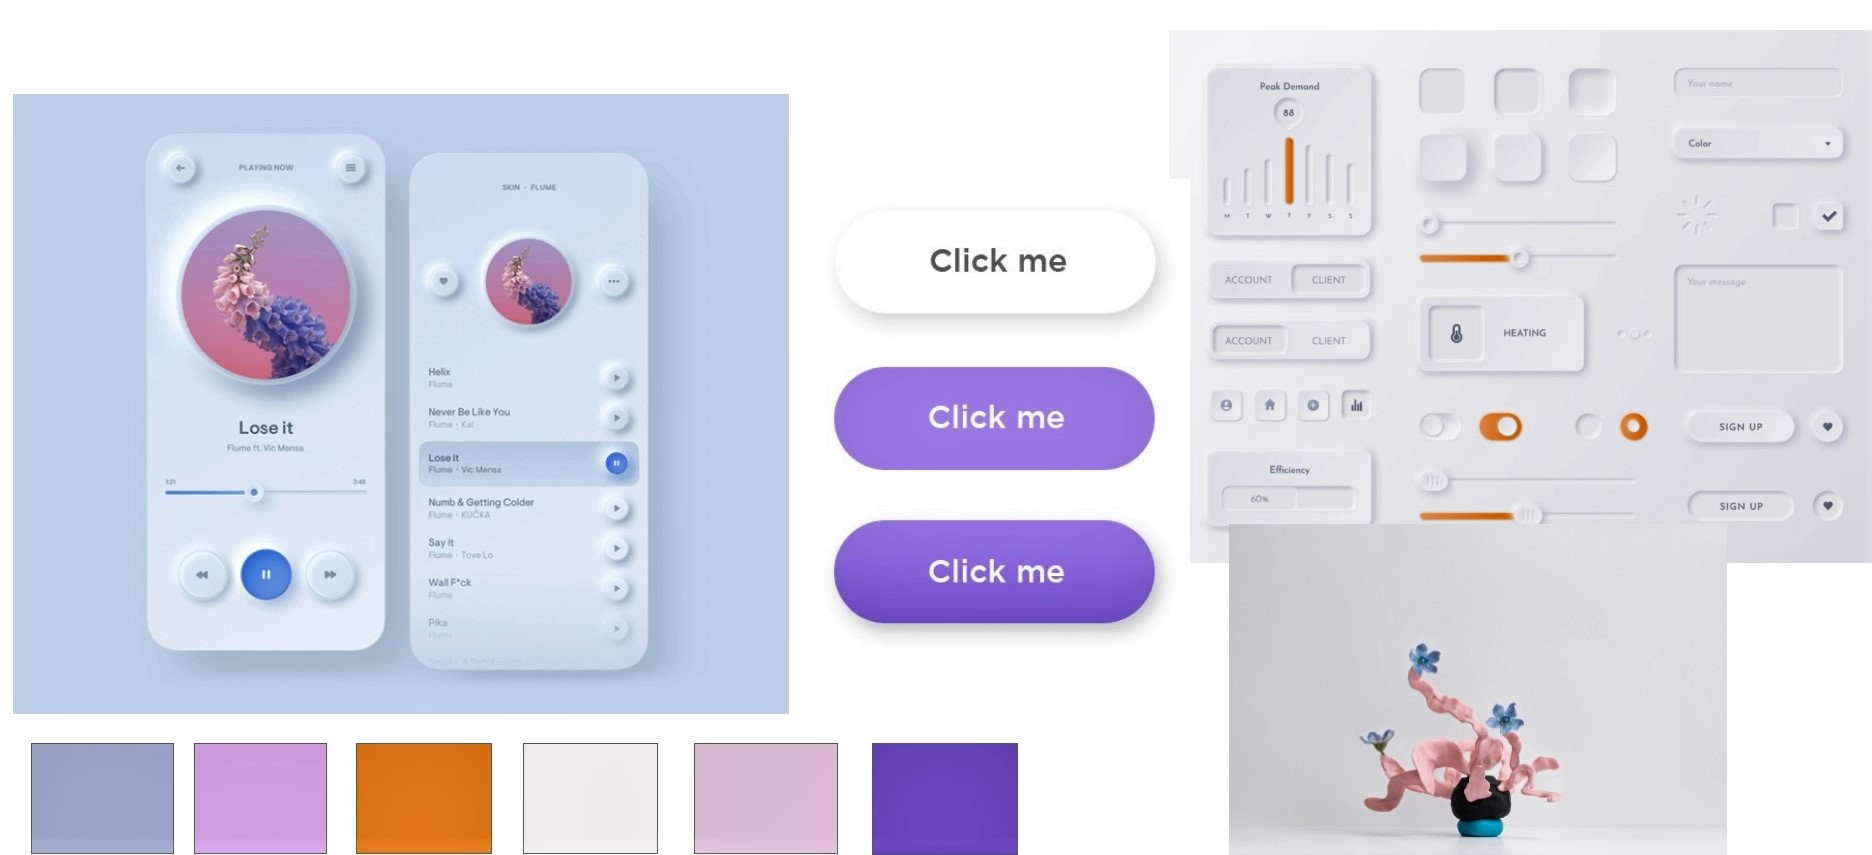 PLAYING NOW
Lose it
Flume ft. Vic Mensa
1:21
3:46
SKIN - FLUME
Helix
Flume
Never Be Like You
Flume · Kai
Lose It
Flume · Vic Mensa
Numb & Getting Colder
Flume · KUČKA
Say it
Flume · Tove Lo
Wall F*ck
Flume
Pika
Flume
Click me
Click me
Click me
Peak Demand
88
M T W T F S S
ACCOUNT CLIENT
ACCOUNT CLIENT
Efficiency
60%
HEATING
Your name
Color
Your message
SIGN UP
SIGN UP